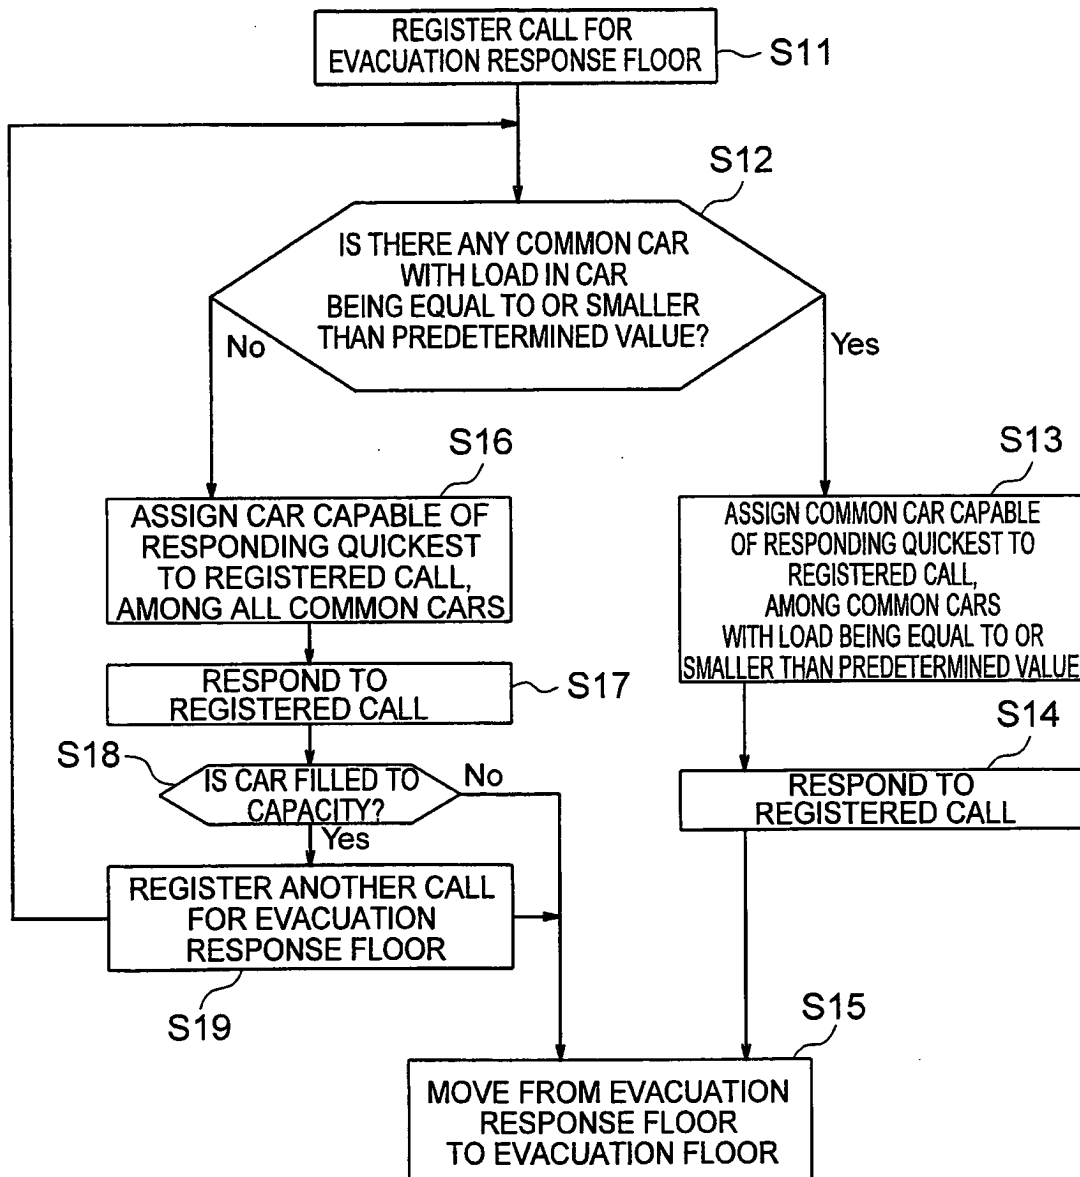 REGISTER CALL FOR
EVACUATION RESPONSE FLOOR
S11
S12
IS THERE ANY COMMON CAR
WITH LOAD IN CAR
BEING EQUAL TO OR SMALLER
THAN PREDETERMINED VALUE?
No
Yes
S16
ASSIGN CAR CAPABLE OF
RESPONDING QUICKEST
TO REGISTERED CALL,
AMONG ALL COMMON CARS
S13
ASSIGN COMMON CAR CAPABLE
OF RESPONDING QUICKEST TO
REGISTERED CALL,
AMONG COMMON CARS
WITH LOAD BEING EQUAL TO OR
SMALLER THAN PREDETERMINED VALUE
RESPOND TO
REGISTERED CALL
S17
S14
RESPOND TO
REGISTERED CALL
S18
IS CAR FILLED TO
CAPACITY?
No
Yes
REGISTER ANOTHER CALL
FOR EVACUATION
RESPONSE FLOOR
S19
S15
MOVE FROM EVACUATION
RESPONSE FLOOR
TO EVACUATION FLOOR